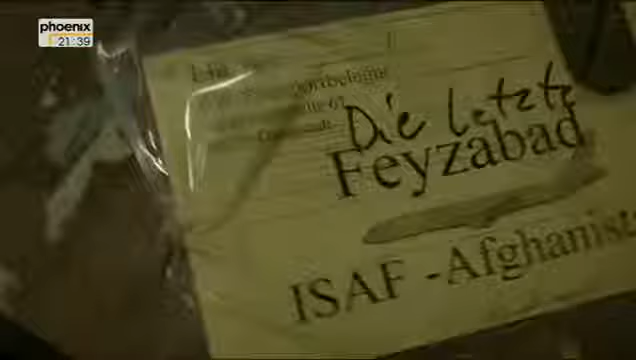 phoenix
21:39
Die letzte
Feyzabad
ISAF - Afghanist